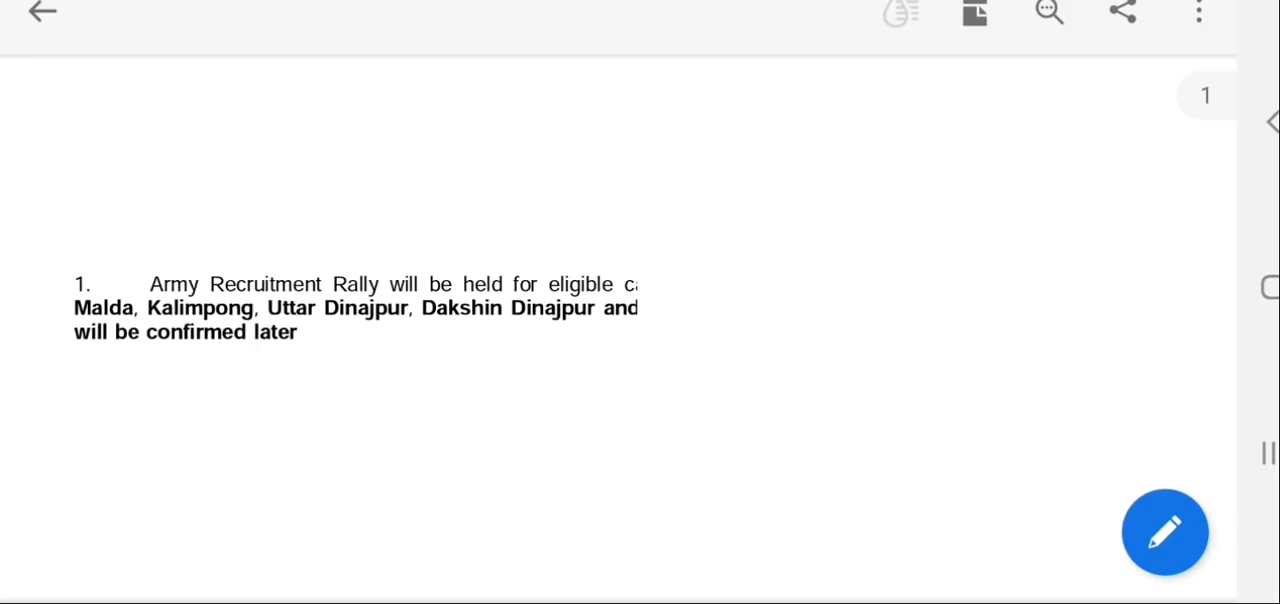 1
1. Army Recruitment Rally will be held for eligible
Malda, Kalimpong, Uttar Dinajpur, Dakshin Dinajpur and
will be confirmed later